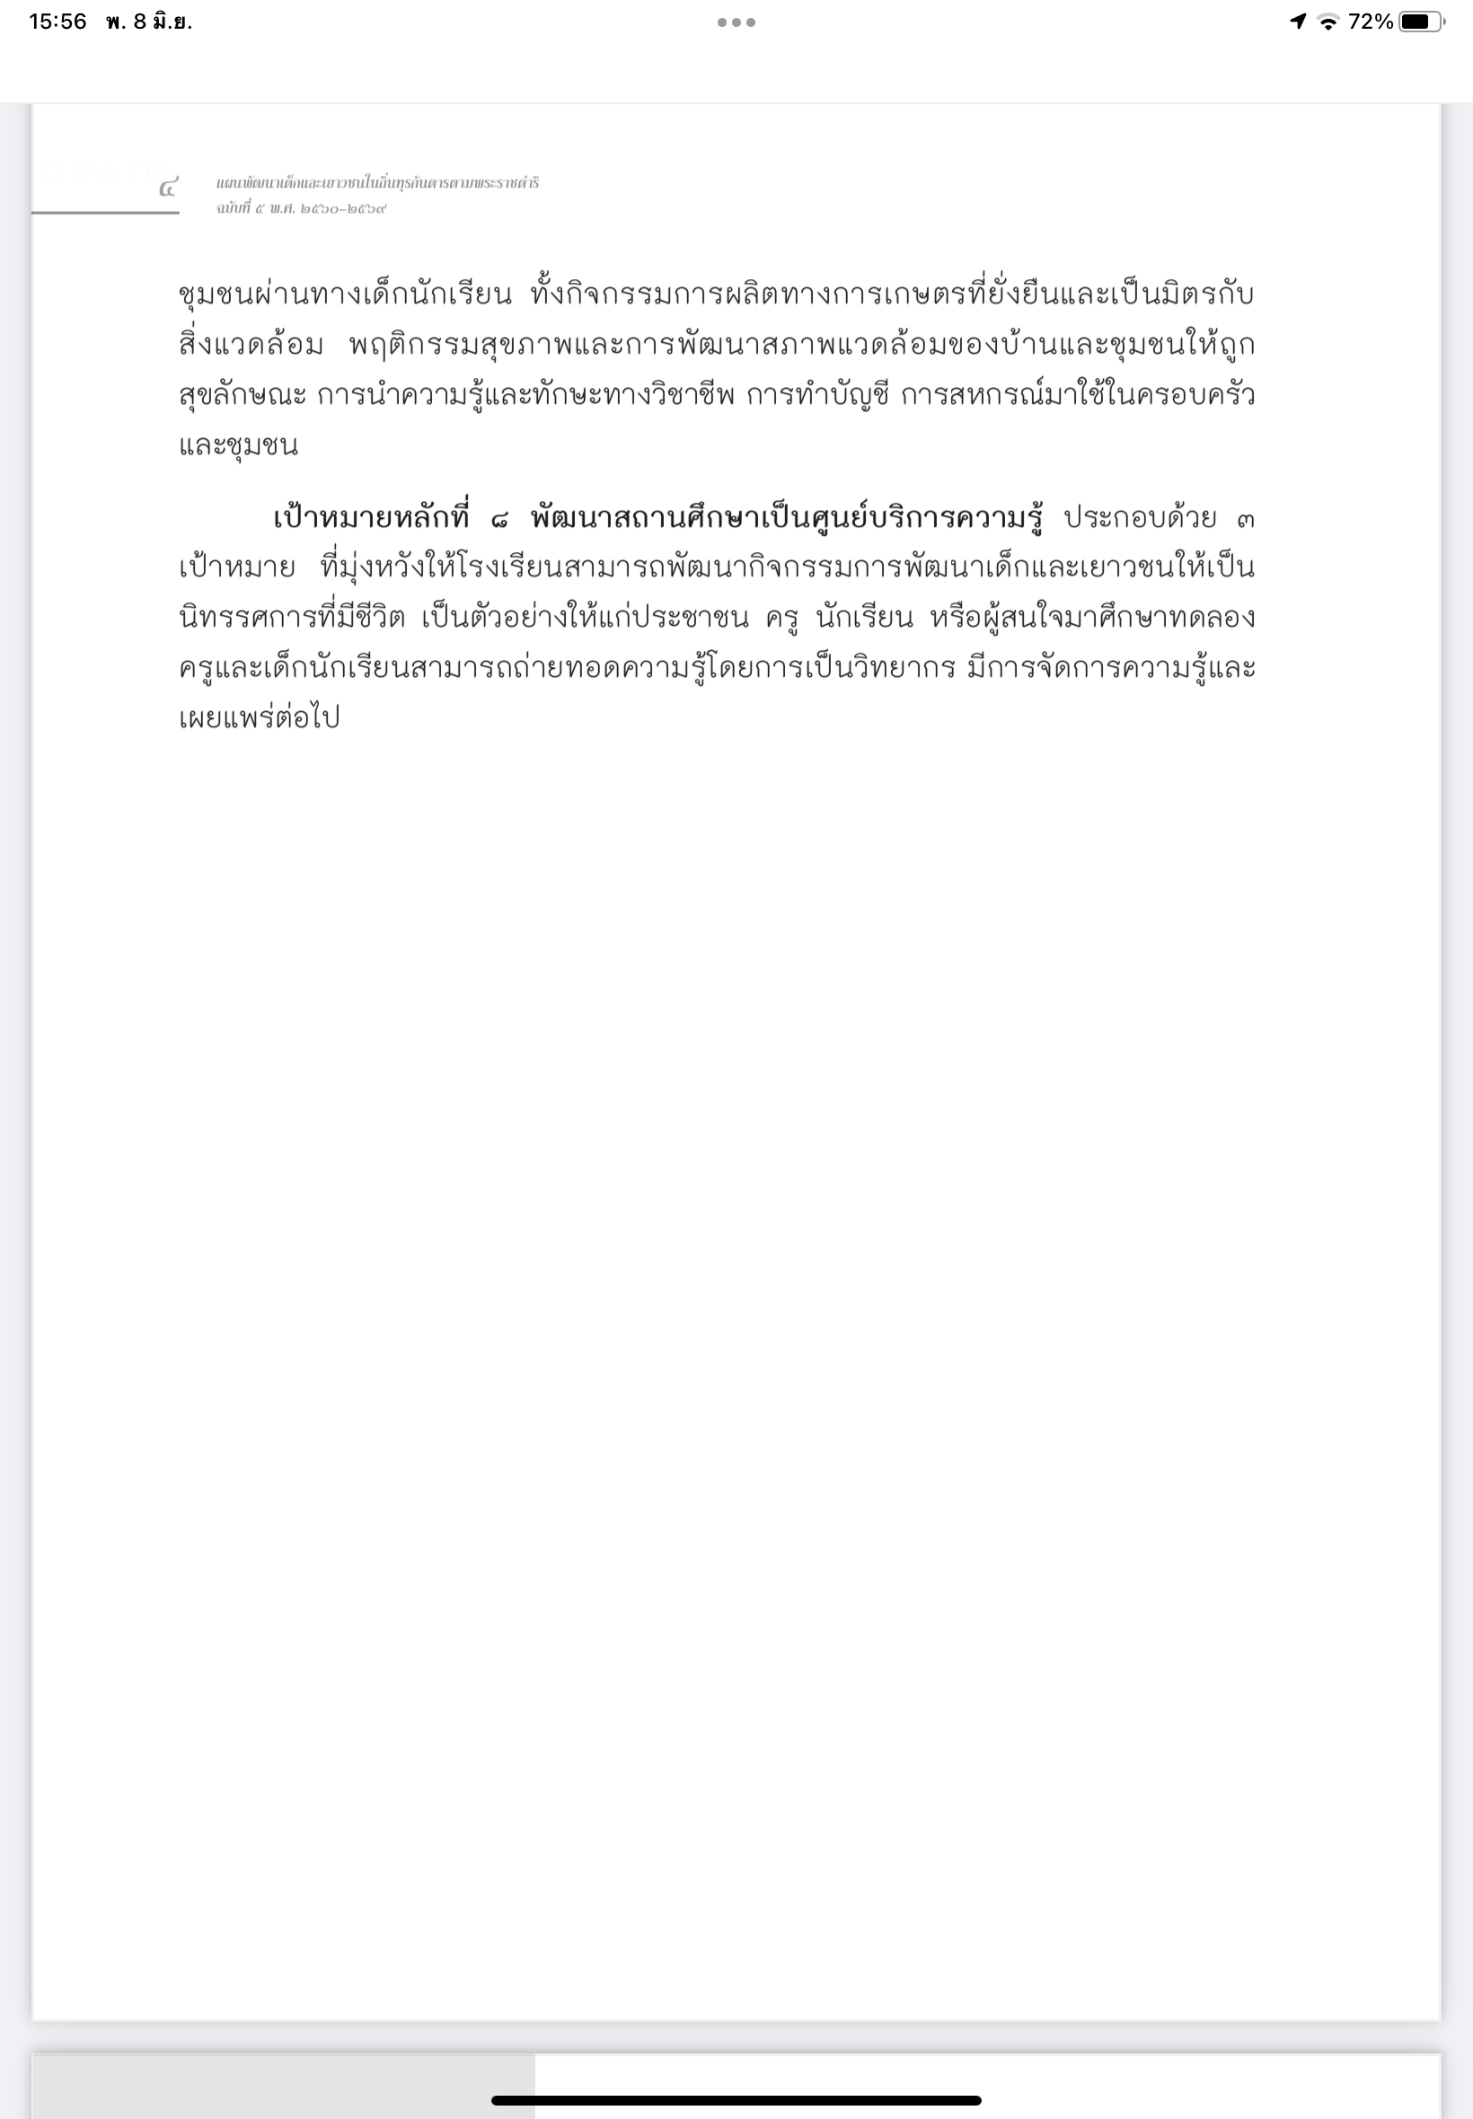 15:56 พ. 8 มิ.ย.
72%
๔
แผนพัฒนาเด็กและเยาวชนในถิ่นทุรกันดารตามพระราชดำริ
ฉบับที่ ๕ พ.ศ. ๒๕๖๐-๒๕๖๙
ชุมชนผ่านทางเด็กนักเรียน ทั้งกิจกรรมการผลิตทางการเกษตรที่ยั่งยืนและเป็นมิตรกับ
สิ่งแวดล้อม พฤติกรรมสุขภาพและการพัฒนาสภาพแวดล้อมของบ้านและชุมชนให้ถูก
สุขลักษณะ การนำความรู้และทักษะทางวิชาชีพ การทำบัญชี การสหกรณ์มาใช้ในครอบครัว
และชุมชน
เป้าหมายหลักที่ ๘ พัฒนาสถานศึกษาเป็นศูนย์บริการความรู้ ประกอบด้วย ๓
เป้าหมาย ที่มุ่งหวังให้โรงเรียนสามารถพัฒนากิจกรรมการพัฒนาเด็กและเยาวชนให้เป็น
นิทรรศการที่มีชีวิต เป็นตัวอย่างให้แก่ประชาชน ครู นักเรียน หรือผู้สนใจมาศึกษาทดลอง
ครูและเด็กนักเรียนสามารถถ่ายทอดความรู้โดยการเป็นวิทยากร มีการจัดการความรู้และ
เผยแพร่ต่อไป